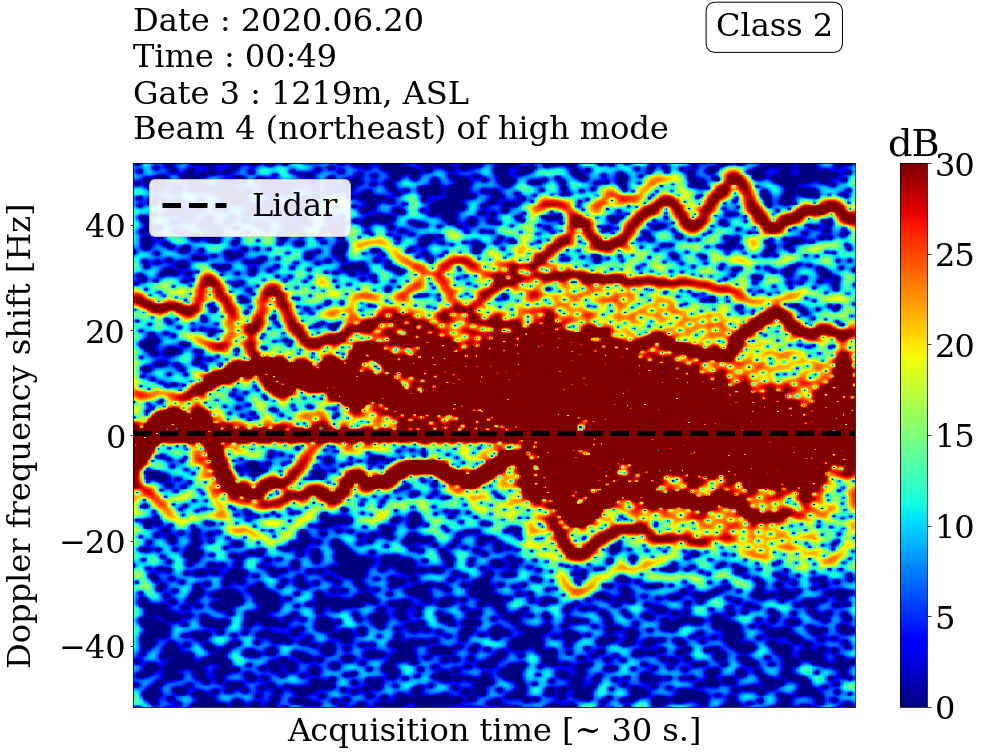 Date : 2020.06.20
Time : 00:49
Gate 3 : 1219m, ASL
Beam 4 (northeast) of high mode
Class 2
dB
Lidar
Doppler frequency shift [Hz]
40
20
0
−20
−40
30
25
20
15
10
5
0
Acquisition time [~ 30 s.]